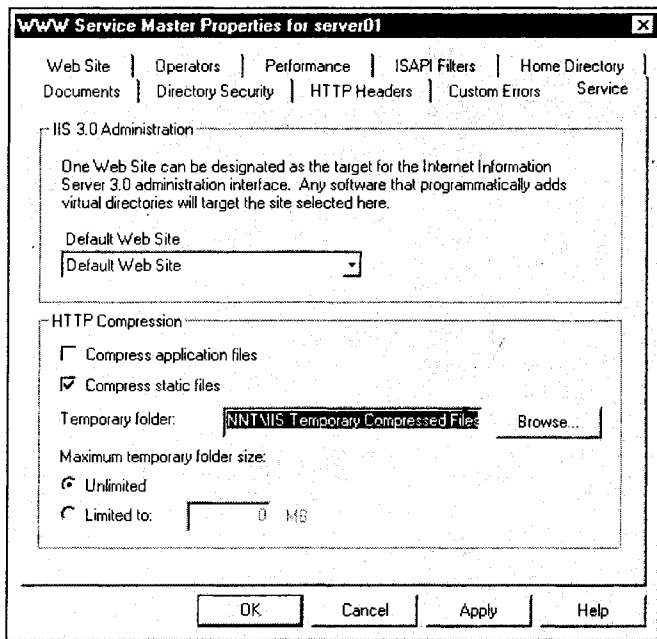 WWW Service Master Properties for server01
Web Site | Operators | Performance | ISAPI Filters | Home Directory
Documents | Directory Security | HTTP Headers | Custom Errors | Service
IIS 3.0 Administration
One Web Site can be designated as the target for the Internet Information
Server 3.0 administration interface. Any software that programmatically adds
virtual directories will target the site selected here.
Default Web Site
Default Web Site
HTTP Compression
Compress application files
Compress static files
Temporary folder: NNT\IIS Temporary Compressed Files Browse...
Maximum temporary folder size:
Unlimited
Limited to: 0 MB
OK Cancel Apply Help